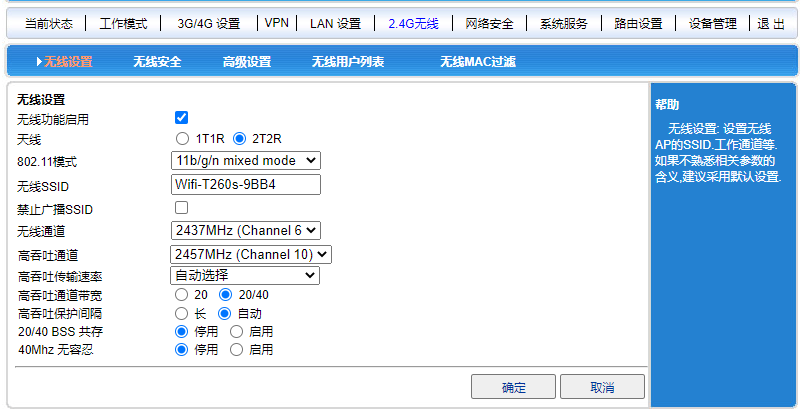 当前状态 工作模式 3G/4G 设置 VPN LAN 设置 2.4G无线 网络安全 系统服务 路由设置 设备管理 退 出
无线设置 无线安全 高级设置 无线用户列表 无线MAC过滤
无线设置
无线功能启用
天线 1T1R 2T2R
802.11模式 11b/g/n mixed mode
无线SSID Wifi-T260s-9BB4
禁止广播SSID
无线通道 2437MHz (Channel 6
高吞吐通道 2457MHz (Channel 10)
高吞吐传输速率 自动选择
高吞吐通道带宽 20 20/40
高吞吐保护间隔 长 自动
20/40 BSS 共存 停用 启用
40Mhz 无容忍 停用 启用
确定 取消
帮助
无线设置: 设置无线
AP的SSID.工作通道等.
如果不熟悉相关参数的
含义,建议采用默认设置.